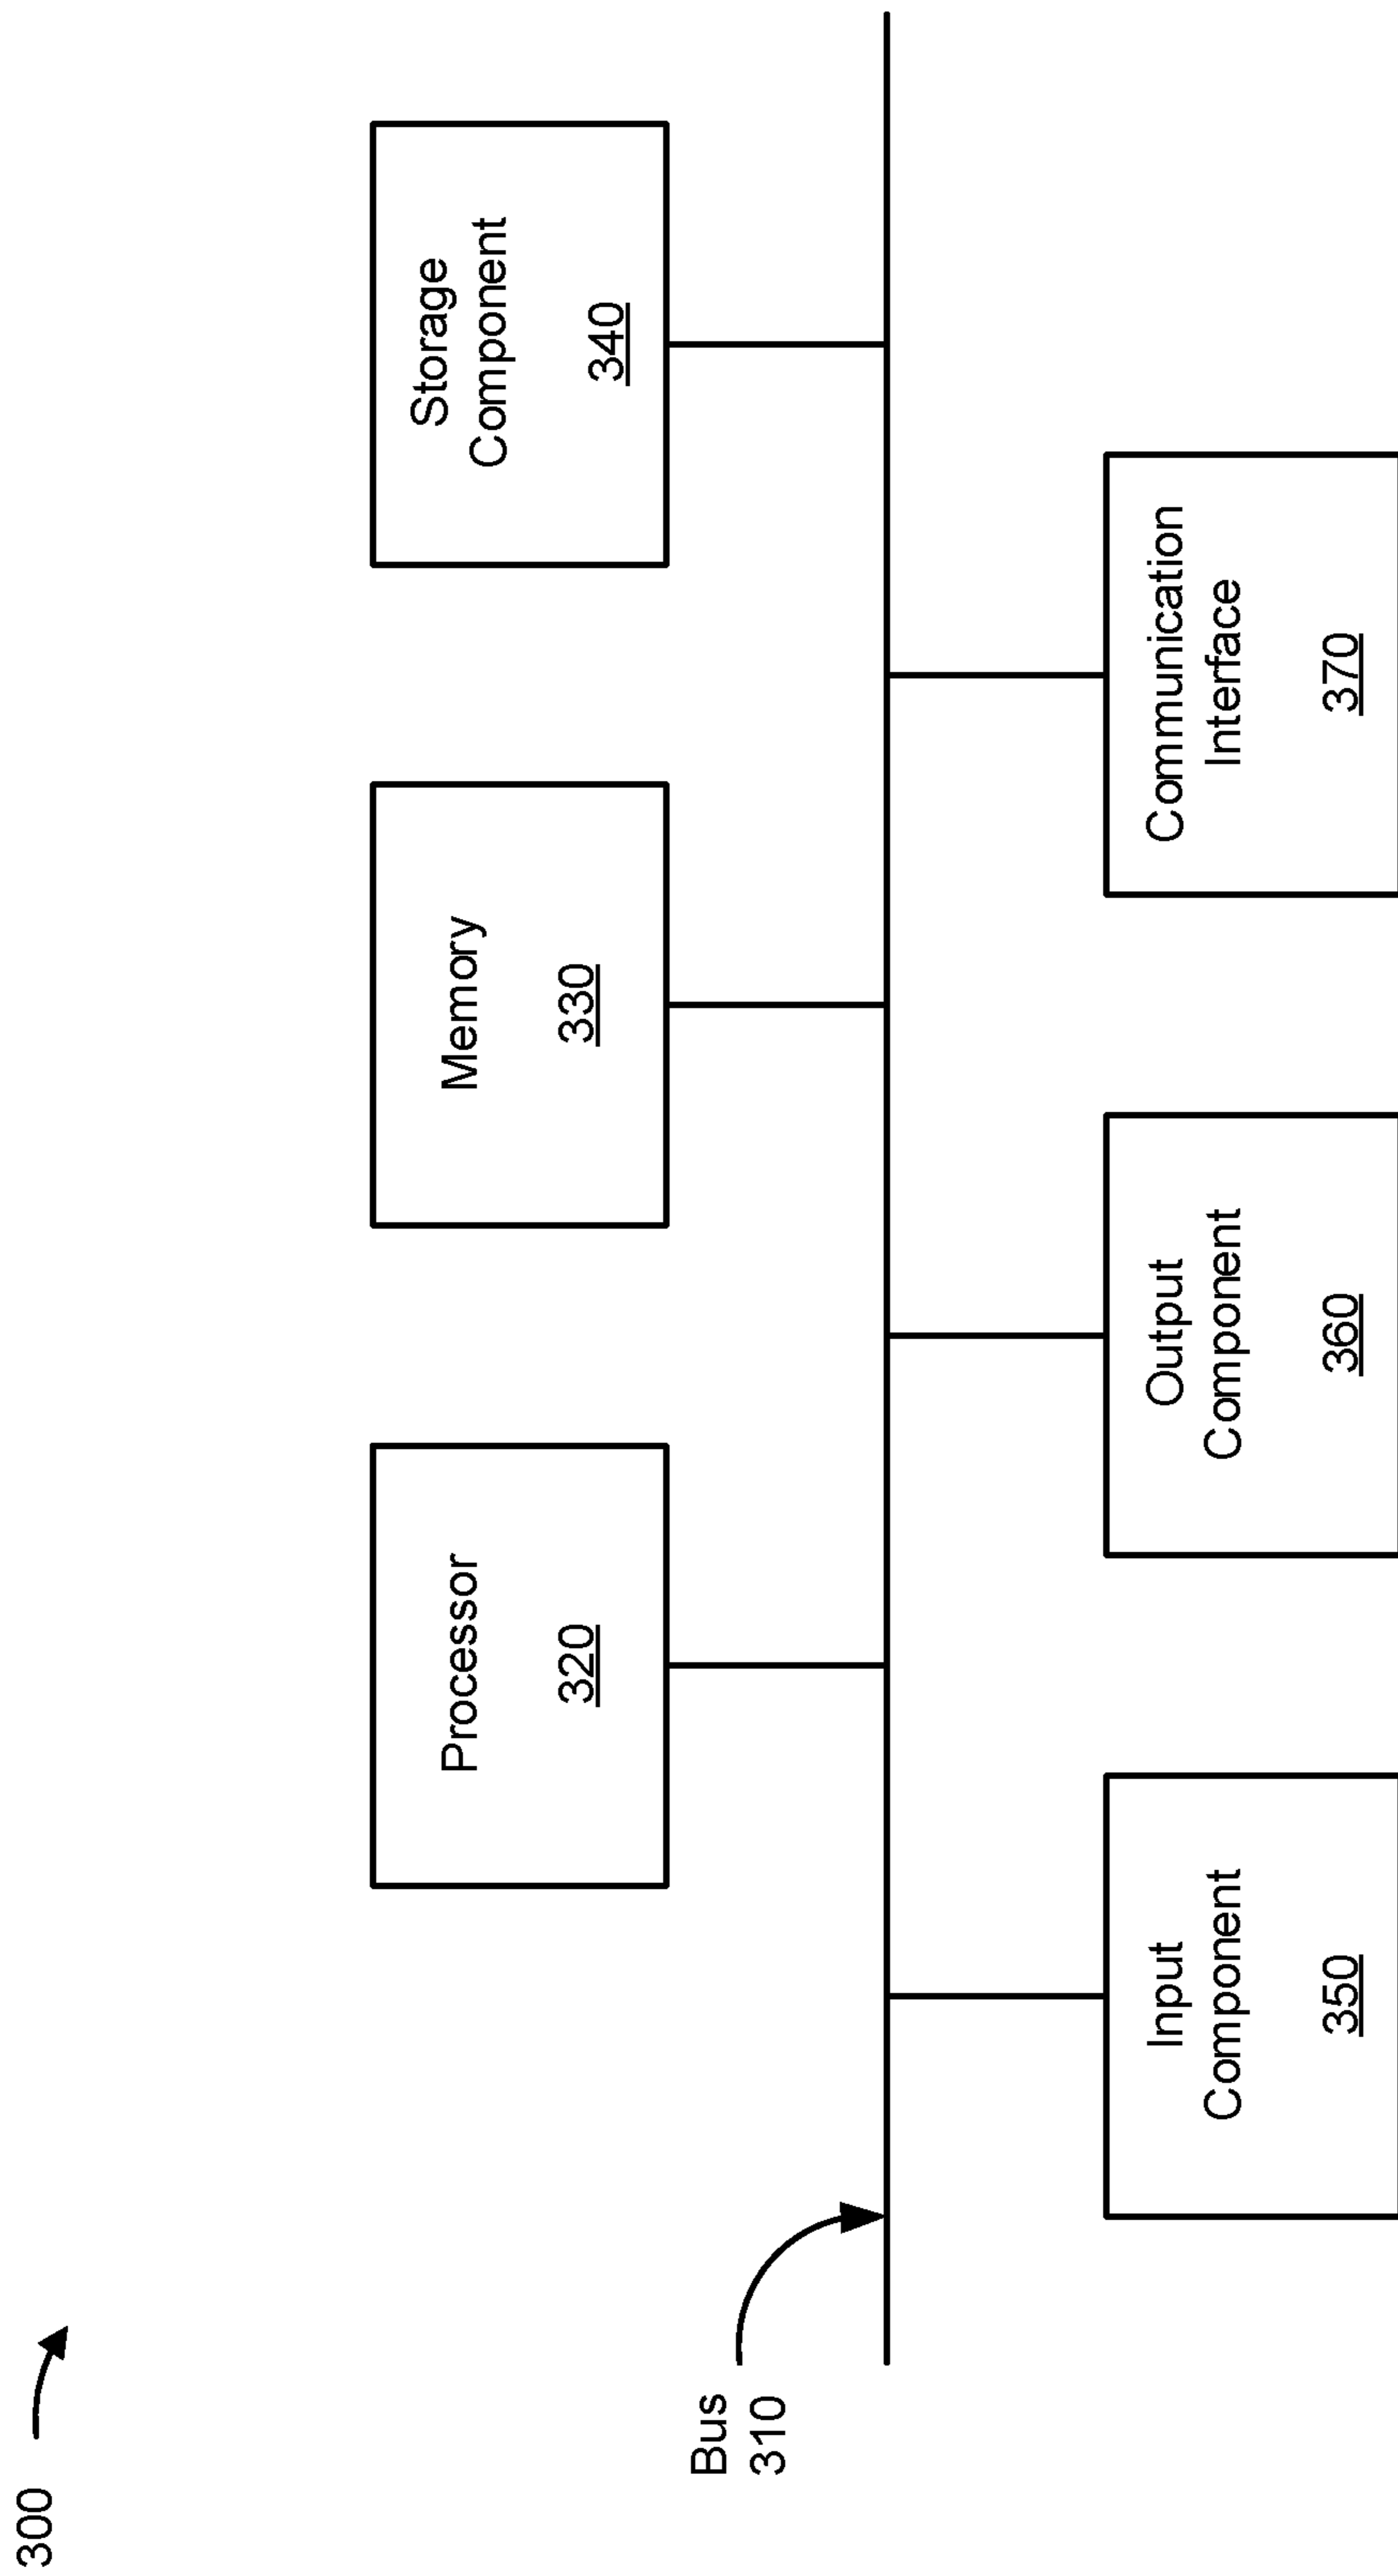 300
Processor
320
Memory
330
Storage
Component
340
Bus
310
Input
Component
350
Output
Component
360
Communication
Interface
370